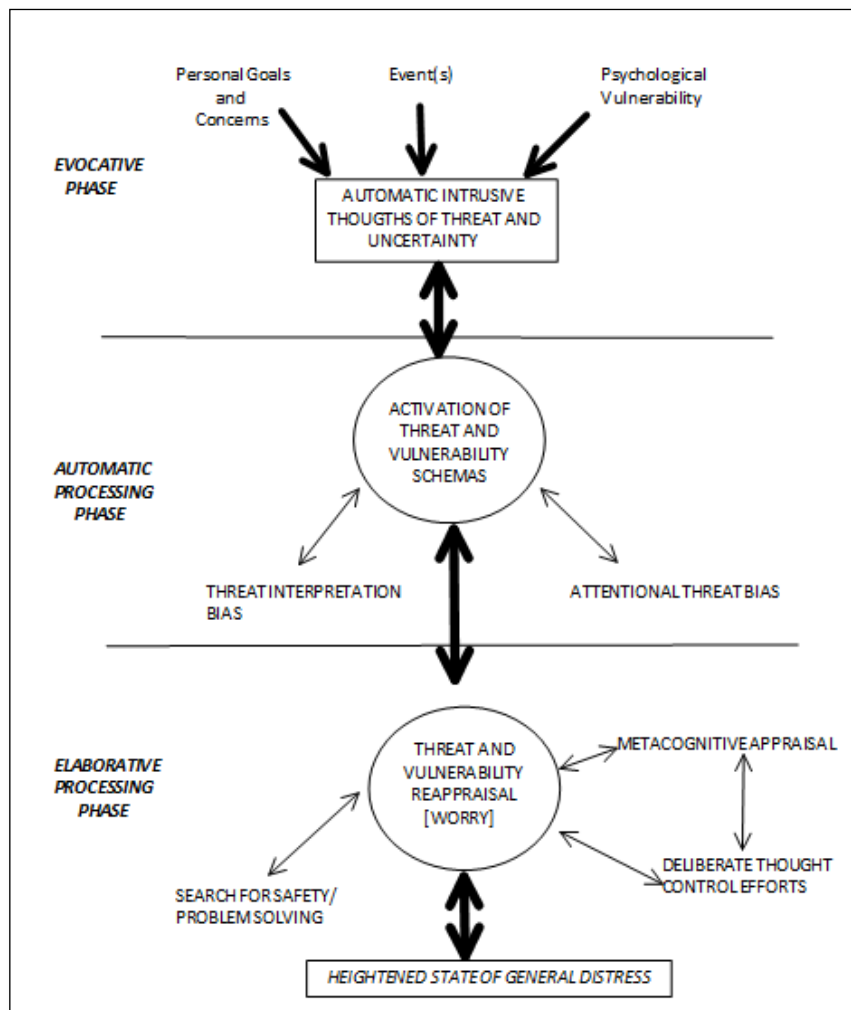 Personal Goals
and
Concerns
Event(s)
Psychological
Vulnerability
EVOCATIVE
PHASE
AUTOMATIC INTRUSIVE
THOUGTHS OF THREAT AND
UNCERTAINTY
ACTIVATION OF
THREAT AND
VULNERABILITY
SCHEMAS
AUTOMATIC
PROCESSING
PHASE
THREAT INTERPRETATION
BIAS
ATTENTIONAL THREAT BIAS
ELABORATIVE
PROCESSING
PHASE
THREAT AND
VULNERABILITY
REAPPRAISAL
[WORRY]
METACOGNITIVE APPRAISAL
DELIBERATE THOUGHT
CONTROL EFFORTS
SEARCH FOR SAFETY/
PROBLEM SOLVING
HEIGHTENED STATE OF GENERAL DISTRESS